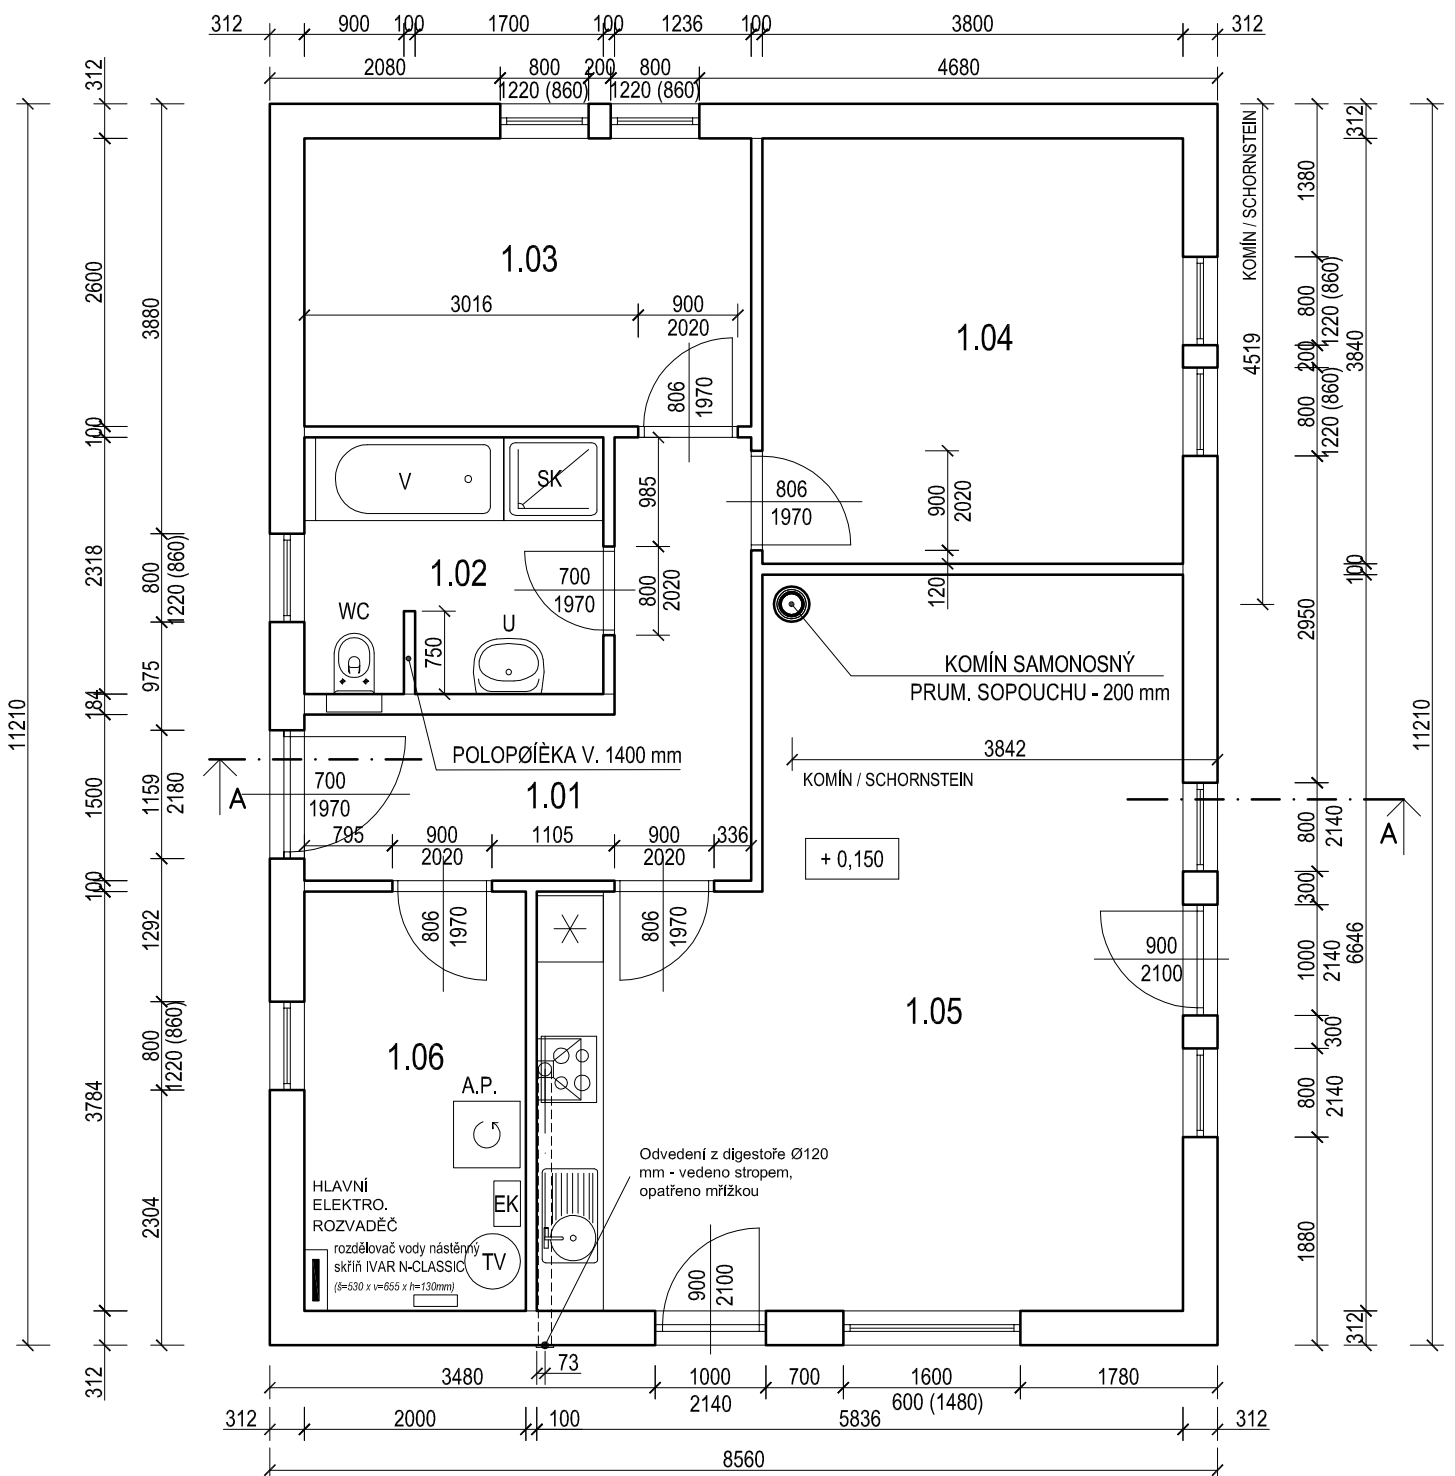 312 900 100 1700 100 1236 100 3800 312
2080 800 200 800 4680
1220 (860) 1220 (860)
312
2600
100
2318
184
1500
100
3784
312
11210
3880
800
1220 (860)
975
1159
2180
1292
800
1220 (860)
2304
1.03
3016 900
2020
806
1970
1.04
806
1970
900
2020
120
985
800
2020
V
SK
1.02
700
1970
WC
U
750
POLOPØÍÈKA V. 1400 mm
KOMÍN SAMONOSNÝ
PRUM. SOPOUCHU - 200 mm
3842
KOMÍN / SCHORNSTEIN
A
700
1970
1.01
795 900 1105 900 336
2020 2020
+ 0,150
A
806
1970
806
1970
900
2100
1.05
1.06
A.P.
Odvedení z digestoře Ø120
mm - vedeno stropem,
opatřeno mřížkou
HLAVNÍ
ELEKTRO.
ROZVADĚČ
EK
rozdělovač vody nástěnný
skříň IVAR N-CLASSIC
(š=530 x v=655 x h=130mm)
TV
900
2100
KOMÍN / SCHORNSTEIN
4519
1380
800
1220 (860)
200
800
1220 (860)
2950
800
2140
300
1000
2140
300
800
2140
1880
312
3840
100
6646
312
11210
73
3480 1000 700 1600 1780
2140 600 (1480)
312 2000 100 5836 312
8560